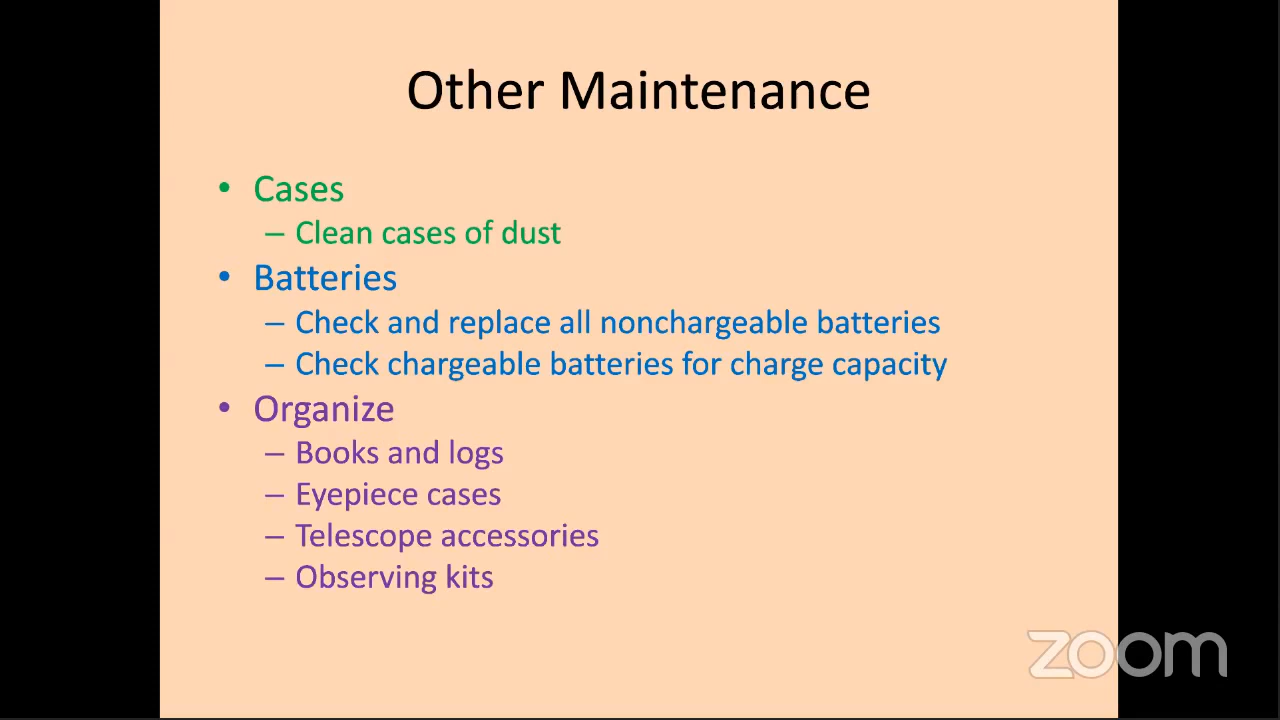 Other Maintenance
• Cases
– Clean cases of dust
• Batteries
– Check and replace all nonchargeable batteries
– Check chargeable batteries for charge capacity
• Organize
– Books and logs
– Eyepiece cases
– Telescope accessories
– Observing kits
zoom